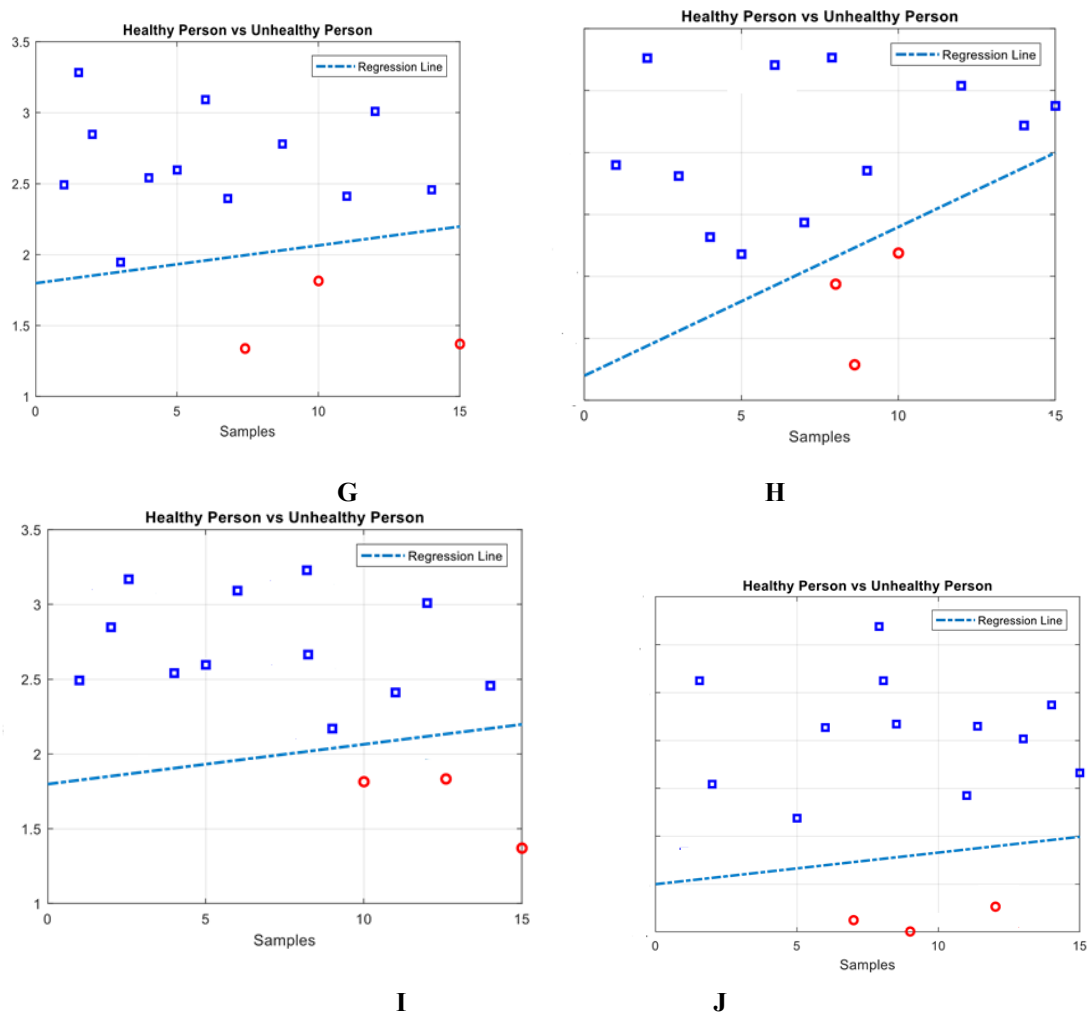 Healthy Person vs Unhealthy Person
3.5
3
2.5
2
1.5
1
Regression Line
0 5 10 15
Samples
G
Healthy Person vs Unhealthy Person
Regression Line
0 5 10 15
Samples
H
Healthy Person vs Unhealthy Person
3.5
3
2.5
2
1.5
1
Regression Line
0 5 10 15
Samples
I
Healthy Person vs Unhealthy Person
Regression Line
0 5 10 15
Samples
J